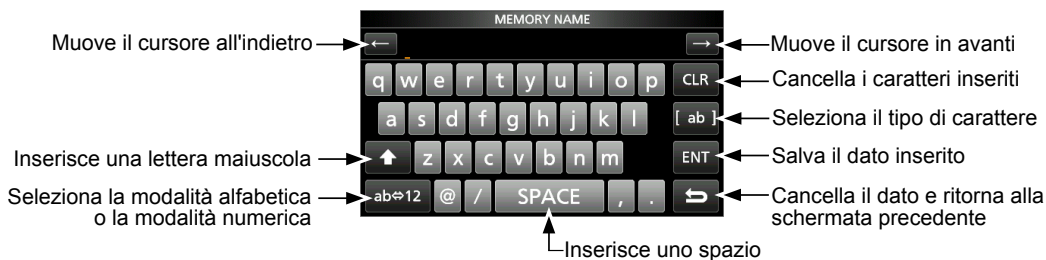 MEMORY NAME
Muove il cursore all'indietro
← →
Muove il cursore in avanti
q w e r t y u i o p CLR
Cancella i caratteri inseriti
a s d f g h j k l [ ab ]
Seleziona il tipo di carattere
Inserisce una lettera maiuscola
z x c v b n m ENT
Salva il dato inserito
Seleziona la modalità alfabetica
o la modalità numerica
ab⇔12 @ / SPACE , .
Cancella il dato e ritorna alla
schermata precedente
Inserisce uno spazio